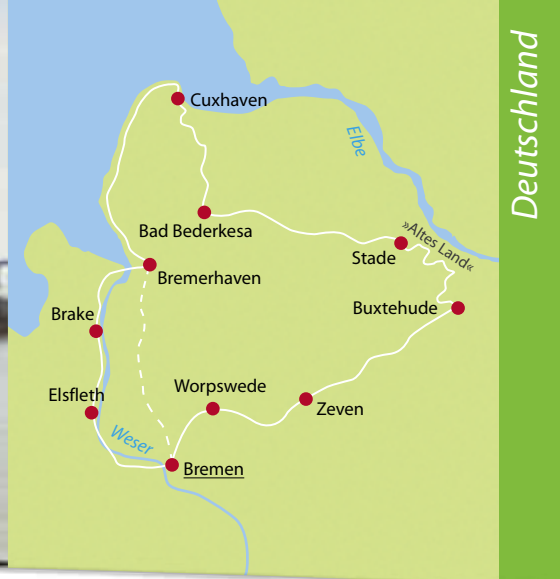 Deutschland
Cuxhaven
Elbe
Bad Bederkesa
»Altes Land«
Stade
Bremerhaven
Buxtehude
Brake
Worpswede
Elsfleth
Zeven
Weser
Bremen